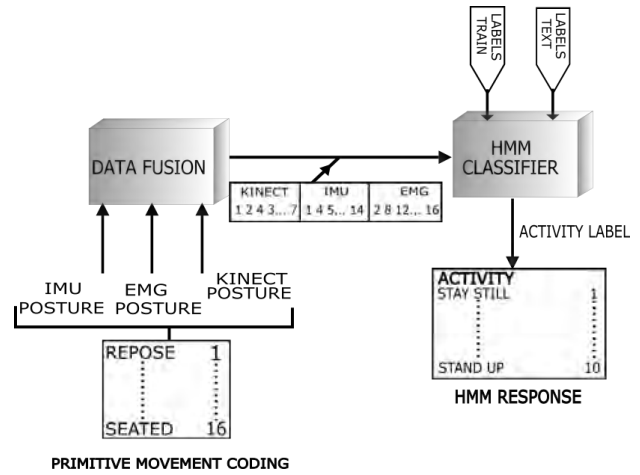 LABELS
TRAIN
LABELS
TEXT
DATA FUSION
HMM
CLASSIFIER
KINECT IMU EMG
1 2 4 3... 7 1 4 5... 14 2 8 12... 16
ACTIVITY LABEL
IMU
POSTURE
EMG
POSTURE
KINECT
POSTURE
ACTIVITY
STAY STILL 1
STAND UP 10
HMM RESPONSE
REPOSE 1
SEATED 16
PRIMITIVE MOVEMENT CODING